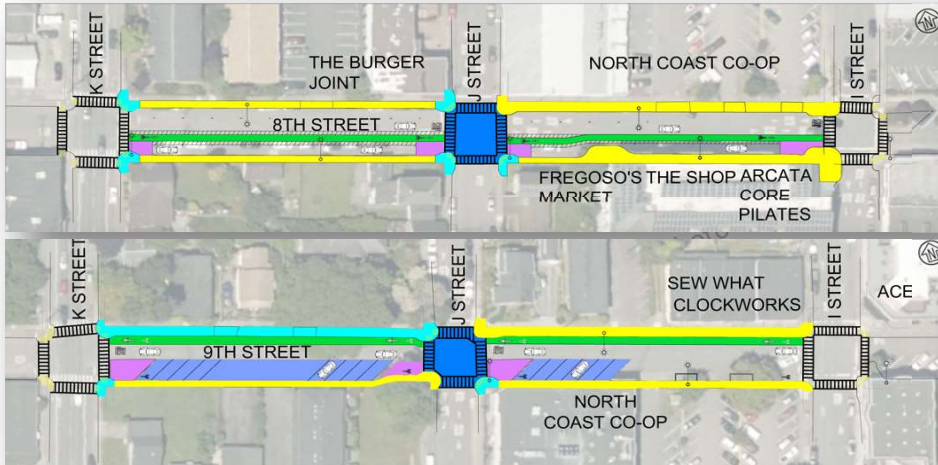 K STREET
THE BURGER
JOINT
J STREET
NORTH COAST CO-OP
I STREET
N
8TH STREET
FREGOSO'S
MARKET
THE SHOP
ARCATA
CORE
PILATES
K STREET
J STREET
SEW WHAT
CLOCKWORKS
I STREET
ACE
N
9TH STREET
NORTH
COAST CO-OP